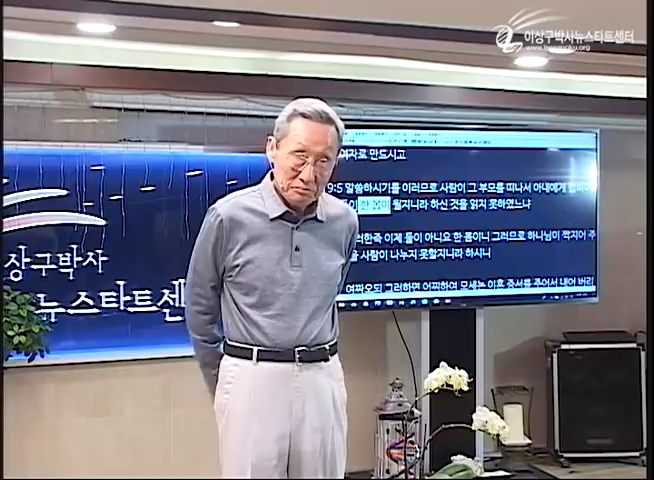 이상구박사뉴스타트센터
여자로 만드시고
9:5 말씀하시기를 이러므로 사람이 그 부모를 떠나서 아내에게
한 몸이 될지니라 하신 것을 읽지 못하였느냐
이제 둘이 아니요 한 몸이니 그러므로 하나님이 짝지어 주
사람이 나누지 못할지니라 하시니
여짜오되 그러하면 어찌하여 모세는 이혼 증서를 주어서 내어 버리
상구박사
뉴스타트센